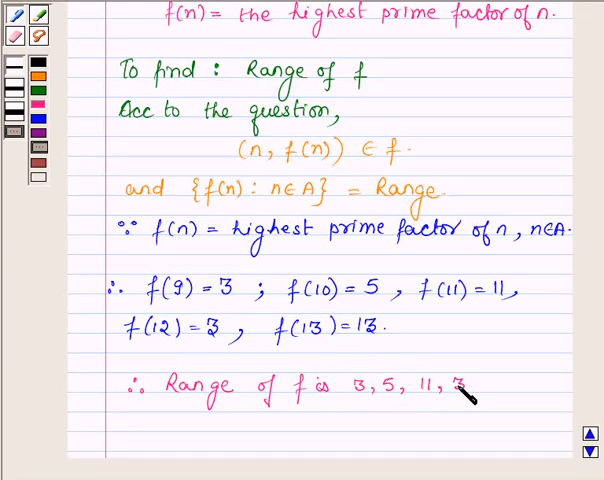 f(n) = the highest prime factor of n.
To find : Range of f
Acc to the question,
(n, f(n)) ∈ f.
and {f(n) : n∈A} = Range.
∵ f(n) = highest prime factor of n, n∈A.
∴ f(9) = 3 ; f(10) = 5 , f(11) = 11,
f(12) = 3 , f(13) = 13.
∴ Range of f is 3, 5, 11, 3